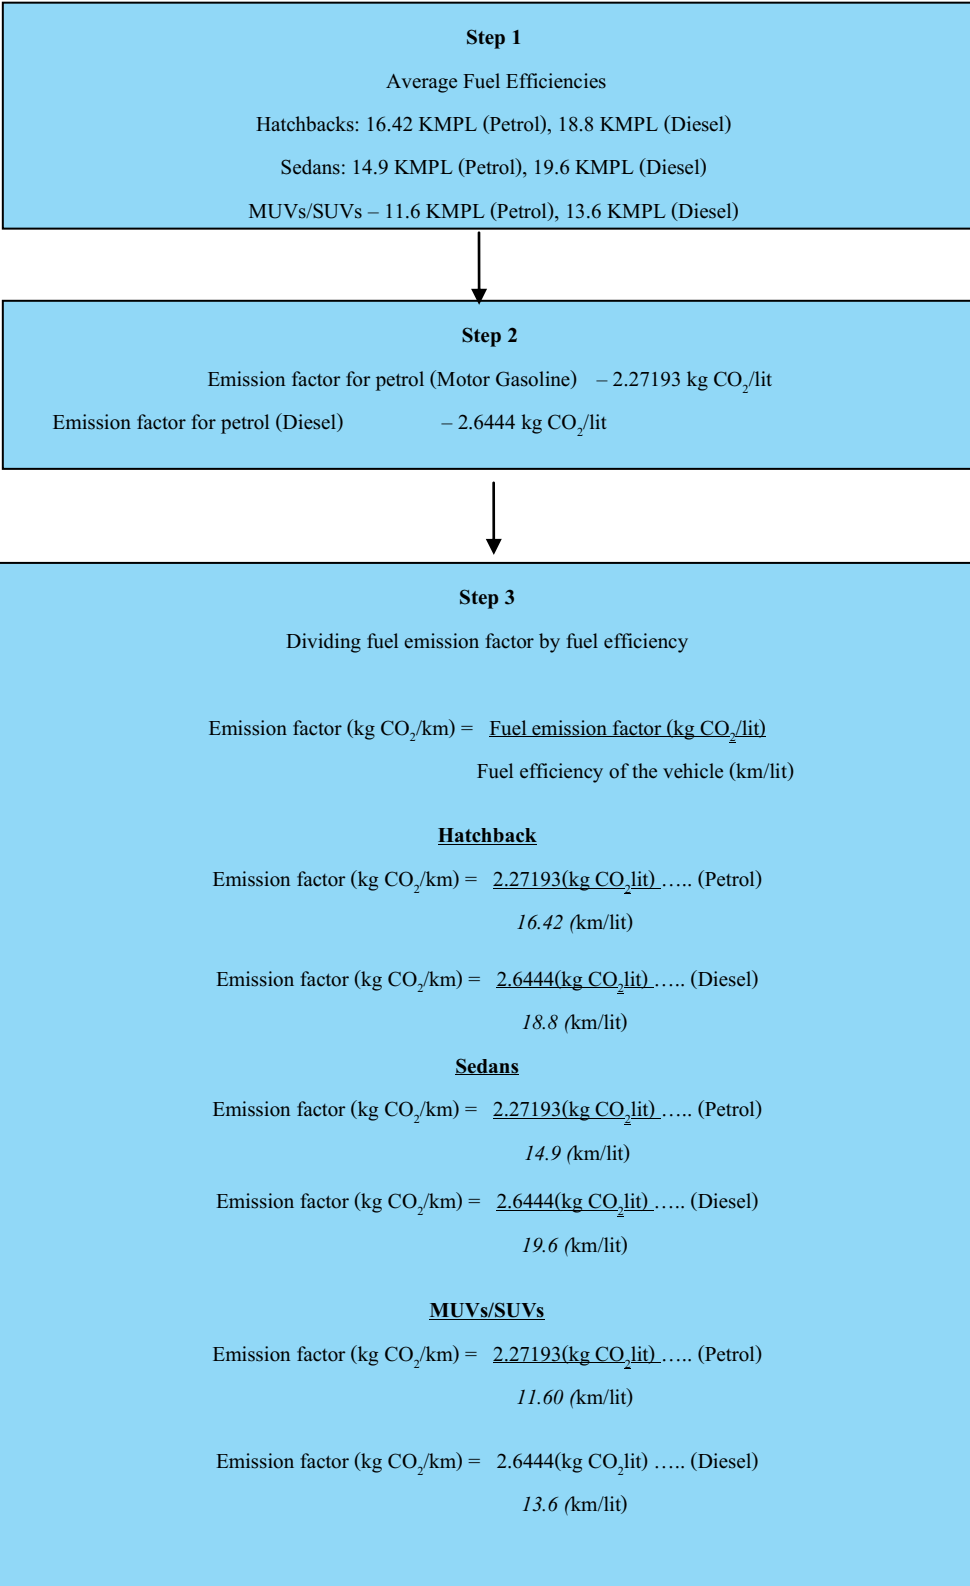 Step 1
Average Fuel Efficiencies
Hatchbacks: 16.42 KMPL (Petrol), 18.8 KMPL (Diesel)
Sedans: 14.9 KMPL (Petrol), 19.6 KMPL (Diesel)
MUVs/SUVs – 11.6 KMPL (Petrol), 13.6 KMPL (Diesel)
Step 2
Emission factor for petrol (Motor Gasoline) – 2.27193 kg CO₂/lit
Emission factor for petrol (Diesel) – 2.6444 kg CO₂/lit
Step 3
Dividing fuel emission factor by fuel efficiency
Emission factor (kg CO₂/km) = Fuel emission factor (kg CO₂/lit)
Fuel efficiency of the vehicle (km/lit)
Hatchback
Emission factor (kg CO₂/km) = 2.27193(kg CO₂lit) ….. (Petrol)
16.42 (km/lit)
Emission factor (kg CO₂/km) = 2.6444(kg CO₂lit) ….. (Diesel)
18.8 (km/lit)
Sedans
Emission factor (kg CO₂/km) = 2.27193(kg CO₂lit) ….. (Petrol)
14.9 (km/lit)
Emission factor (kg CO₂/km) = 2.6444(kg CO₂lit) ….. (Diesel)
19.6 (km/lit)
MUVs/SUVs
Emission factor (kg CO₂/km) = 2.27193(kg CO₂lit) ….. (Petrol)
11.60 (km/lit)
Emission factor (kg CO₂/km) = 2.6444(kg CO₂lit) ….. (Diesel)
13.6 (km/lit)